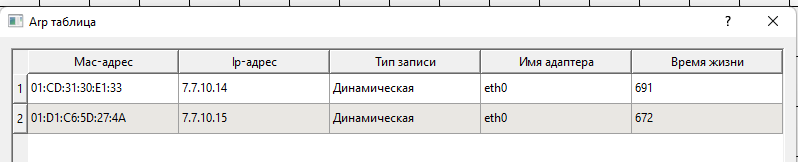 Arp таблица
Mac-адрес Ip-адрес Тип записи Имя адаптера Время жизни
1 01:CD:31:30:E1:33 7.7.10.14 Динамическая eth0 691
2 01:D1:C6:5D:27:4A 7.7.10.15 Динамическая eth0 672